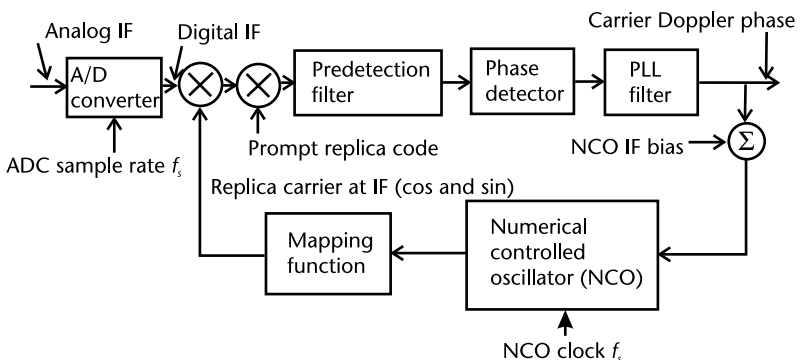 Carrier Doppler phase
Analog IF
Digital IF
A/D
converter
Predetection
filter
Phase
detector
PLL
filter
Prompt replica code
NCO IF bias
Σ
ADC sample rate fs
Replica carrier at IF (cos and sin)
Mapping
function
Numerical
controlled
oscillator (NCO)
NCO clock fs